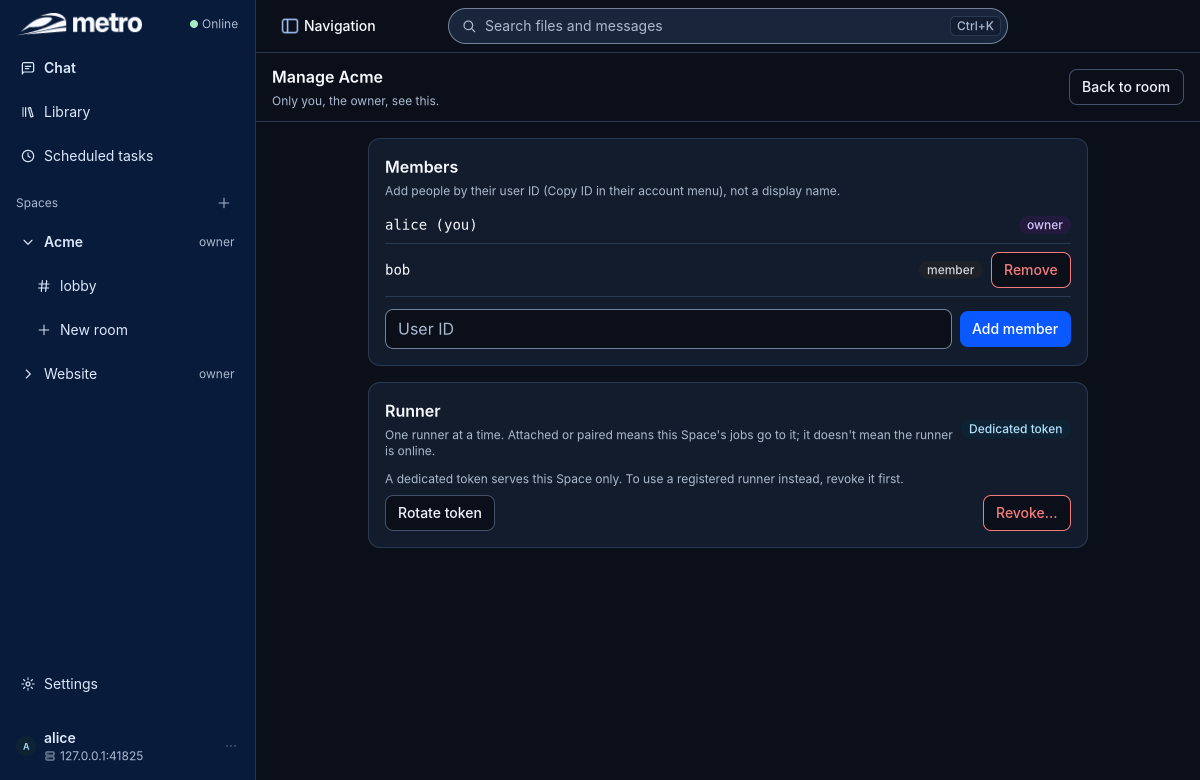 metro
Online
Chat
Library
Scheduled tasks
Spaces
Acme owner
lobby
New room
Website owner
Settings
A
alice
127.0.0.1:41825
Navigation
Search files and messages Ctrl+K
Manage Acme
Only you, the owner, see this.
Back to room
Members
Add people by their user ID (Copy ID in their account menu), not a display name.
alice (you) owner
bob member Remove
User ID Add member
Runner
One runner at a time. Attached or paired means this Space's jobs go to it; it doesn't mean the runner
is online.
Dedicated token
A dedicated token serves this Space only. To use a registered runner instead, revoke it first.
Rotate token Revoke...